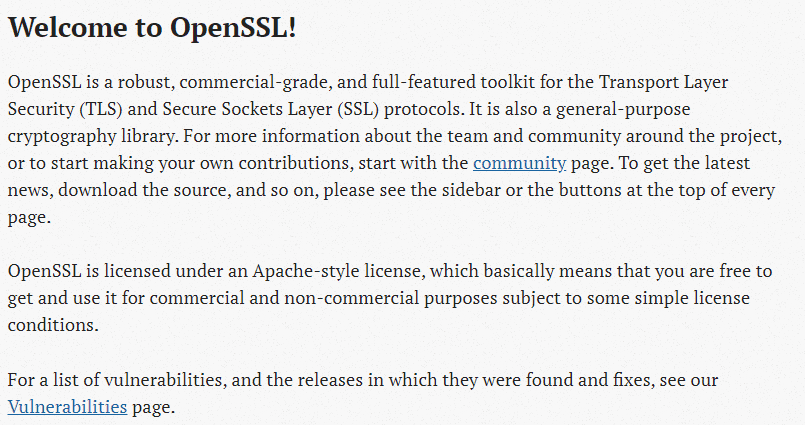 Welcome to OpenSSL!
OpenSSL is a robust, commercial-grade, and full-featured toolkit for the Transport Layer
Security (TLS) and Secure Sockets Layer (SSL) protocols. It is also a general-purpose
cryptography library. For more information about the team and community around the project,
or to start making your own contributions, start with the community page. To get the latest
news, download the source, and so on, please see the sidebar or the buttons at the top of every
page.
OpenSSL is licensed under an Apache-style license, which basically means that you are free to
get and use it for commercial and non-commercial purposes subject to some simple license
conditions.
For a list of vulnerabilities, and the releases in which they were found and fixes, see our
Vulnerabilities page.